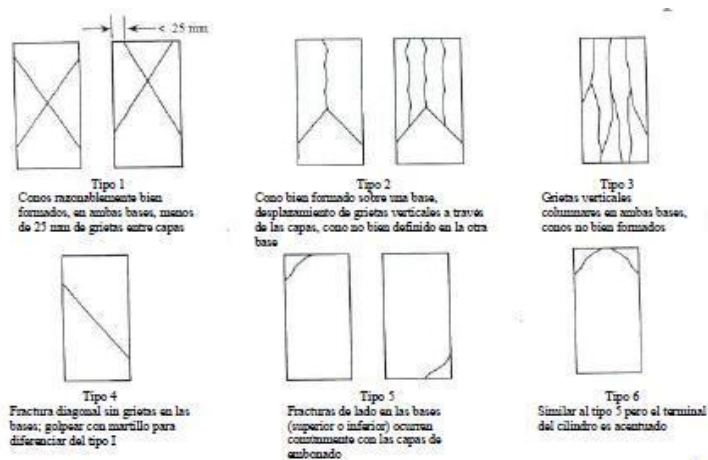 < 25 mm
Tipo 1
Conos razonablemente bien
formados, en ambas bases, menos
de 25 mm de grietas entre capas
Tipo 2
Cono bien formado sobre una base,
desplazamiento de grietas verticales a través
de las capas, cono no bien definido en la otra
base
Tipo 3
Grietas verticales
columnares en ambas bases,
conos no bien formados
Tipo 4
Fractura diagonal sin grietas en las
bases; golpear con martillo para
diferenciar del tipo I
Tipo 5
Fracturas de lado en las bases
(superior o inferior) ocurren
comúnmente con las capas de
embonado
Tipo 6
Similar al tipo 5 pero el terminal
del cilindro es acentuado